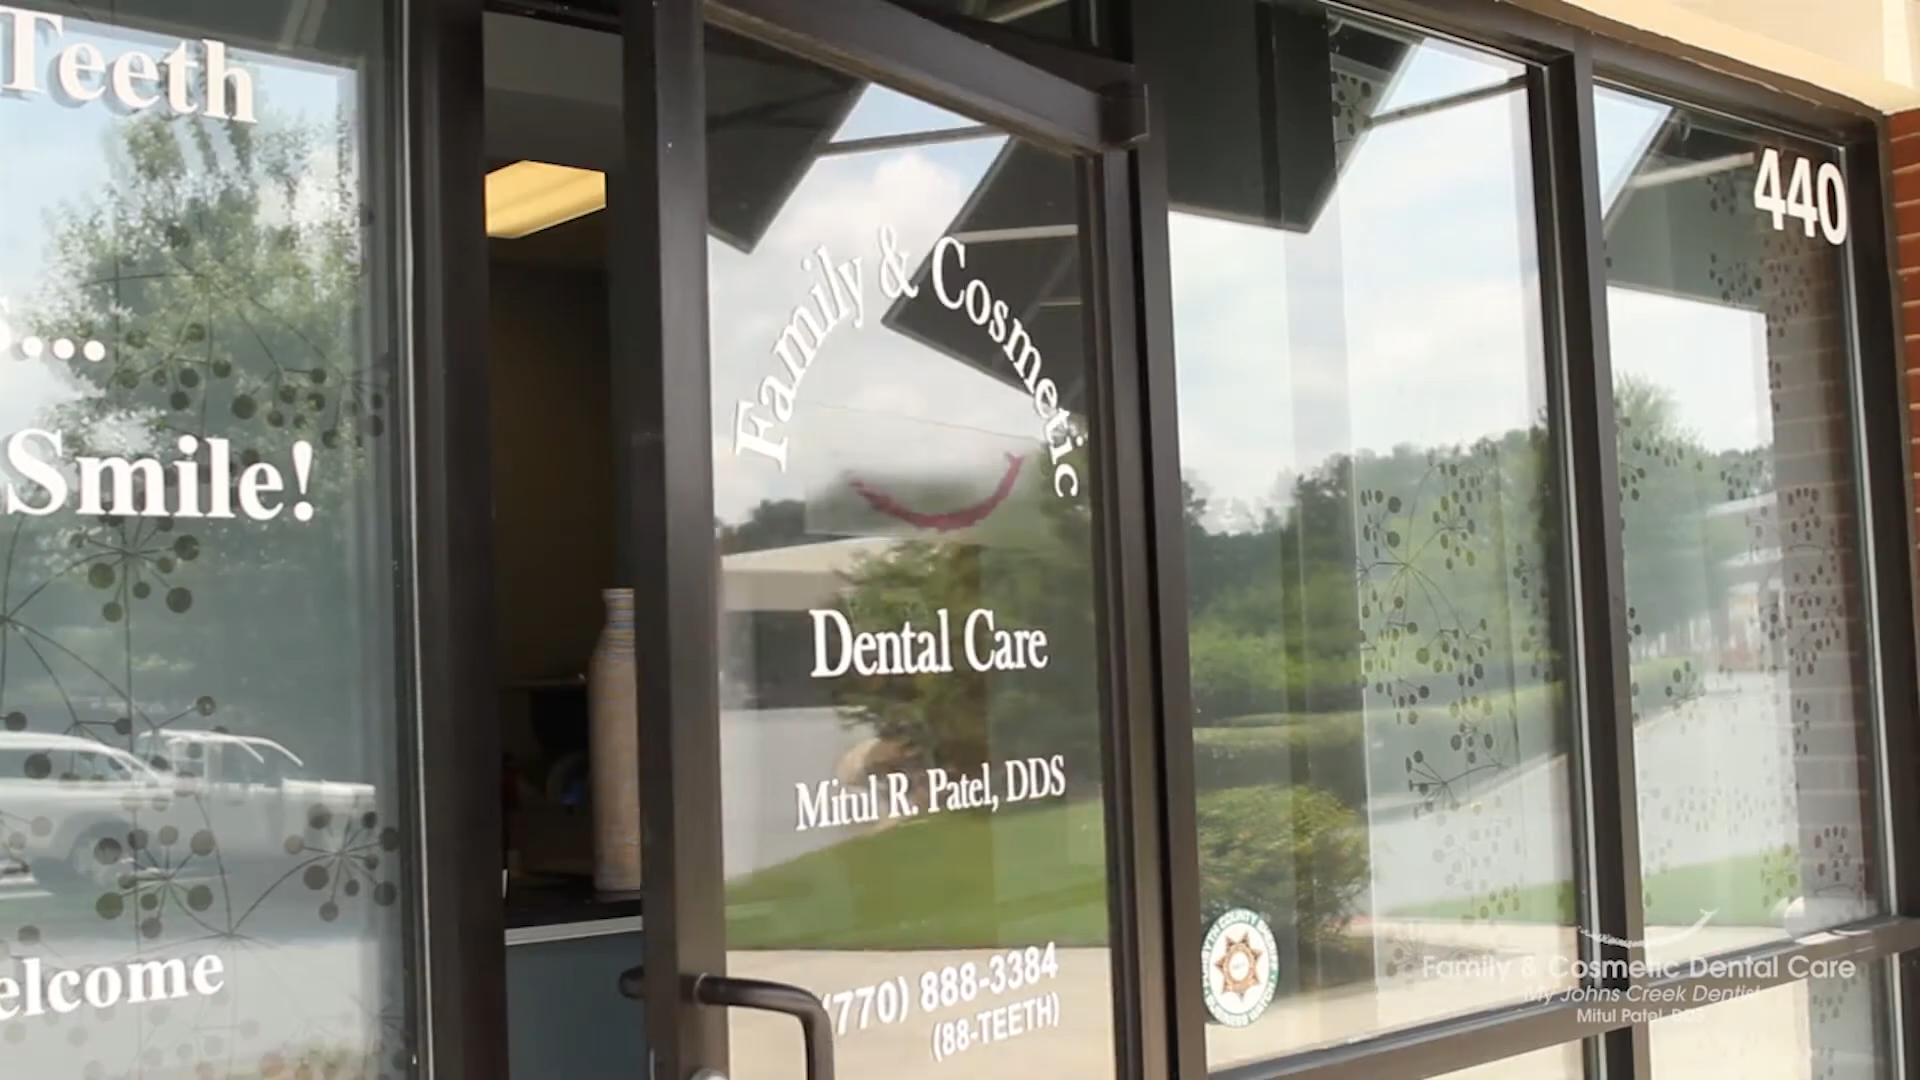 Teeth
Smile!
Family & Cosmetic
Dental Care
Mitul R. Patel, DDS
(770) 888-3384
(88-TEETH)
440
Family & Cosmetic Dental Care
My Johns Creek Dentist
Mitul Patel, DDS